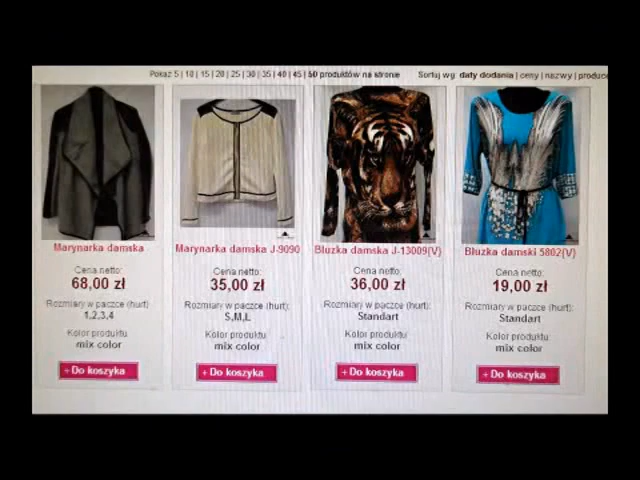 Pokaż 5 | 10 | 15 | 20 | 25 | 30 | 35 | 40 | 45 | 50 produktów na stronie
Sortuj wg: daty dodania | ceny | nazwy | produce
Marynarka damska
Cena netto:
68,00 zł
Rozmiary w paczce (hurt):
1,2,3,4
Kolor produktu:
mix color
+ Do koszyka
Marynarka damska J-9090
Cena netto:
35,00 zł
Rozmiary w paczce (hurt):
S,M,L
Kolor produktu:
mix color
+ Do koszyka
Bluzka damska J-13009(V)
Cena netto:
36,00 zł
Rozmiary w paczce (hurt):
Standart
Kolor produktu:
mix color
+ Do koszyka
Bluzka damski 5802(V)
Cena netto:
19,00 zł
Rozmiary w paczce (hurt):
Standart
Kolor produktu:
mix color
+ Do koszyka